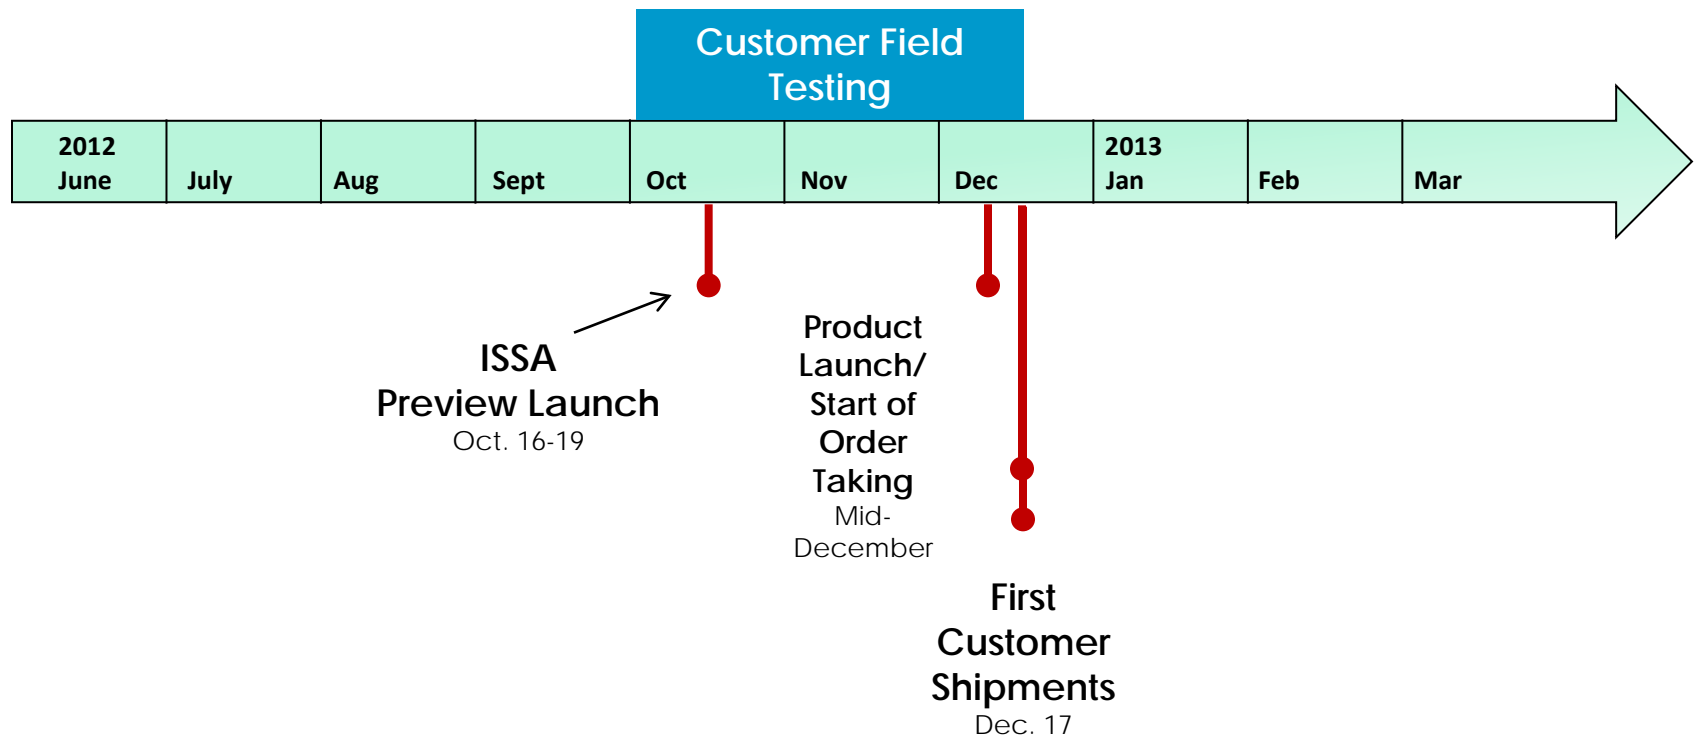 Customer Field
Testing
2012
June
July
Aug
Sept
Oct
Nov
Dec
2013
Jan
Feb
Mar
ISSA
Preview Launch
Oct. 16-19
Product
Launch/
Start of
Order
Taking
Mid-
December
First
Customer
Shipments
Dec. 17